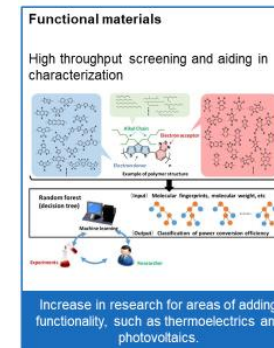 Functional materials
High throughput screening and aiding in
characterization
Alkyl Chain
Electron-acceptor
Electron-donor
Example of polymer structure
Random forest
(decision tree)
Input: Molecular fingerprints, molecular weight, etc
Machine learning
Output: Classification of power conversion efficiency
Experiments
Researcher
Increase in research for areas of adding
functionality, such as thermoelectrics an
photovoltaics.